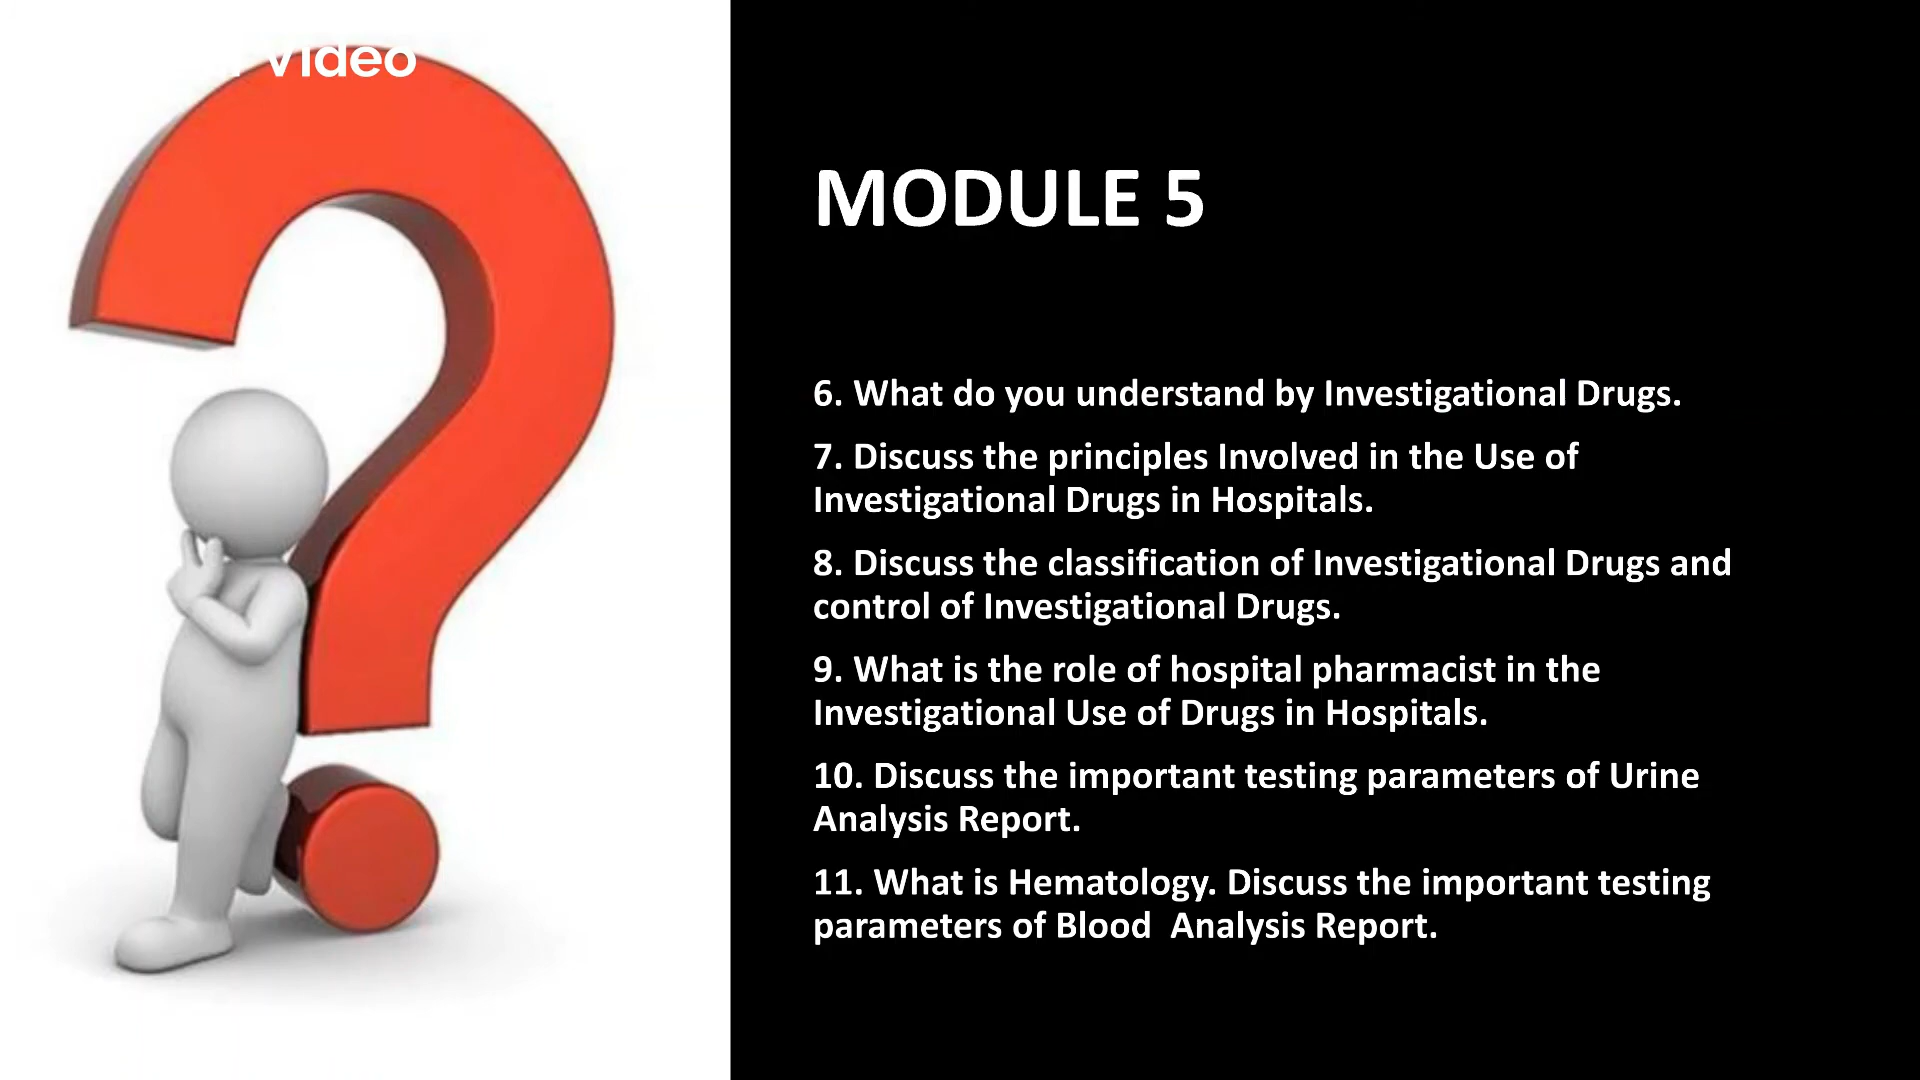 Video
MODULE 5
6. What do you understand by Investigational Drugs.
7. Discuss the principles Involved in the Use of
Investigational Drugs in Hospitals.
8. Discuss the classification of Investigational Drugs and
control of Investigational Drugs.
9. What is the role of hospital pharmacist in the
Investigational Use of Drugs in Hospitals.
10. Discuss the important testing parameters of Urine
Analysis Report.
11. What is Hematology. Discuss the important testing
parameters of Blood  Analysis Report.